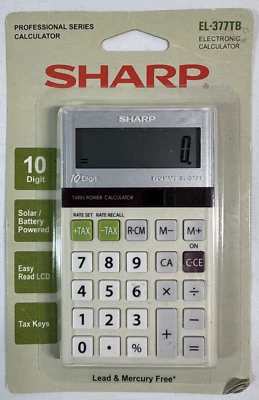 PROFESSIONAL SERIES
CALCULATOR
EL-377TB
ELECTRONIC
CALCULATOR
SHARP
SHARP
0.
=
10 Digit
EL-377T
TWIN POWER CALCULATOR
10
Digit
Solar /
Battery
Powered
Easy
Read LCD
Tax Keys
RATE SET RATE RECALL
+TAX −TAX R·CM M− M+
ON
7 8 9 CA C·CE
4 5 6 × ÷
1 2 3 + −
0 • % =
Lead & Mercury Free*